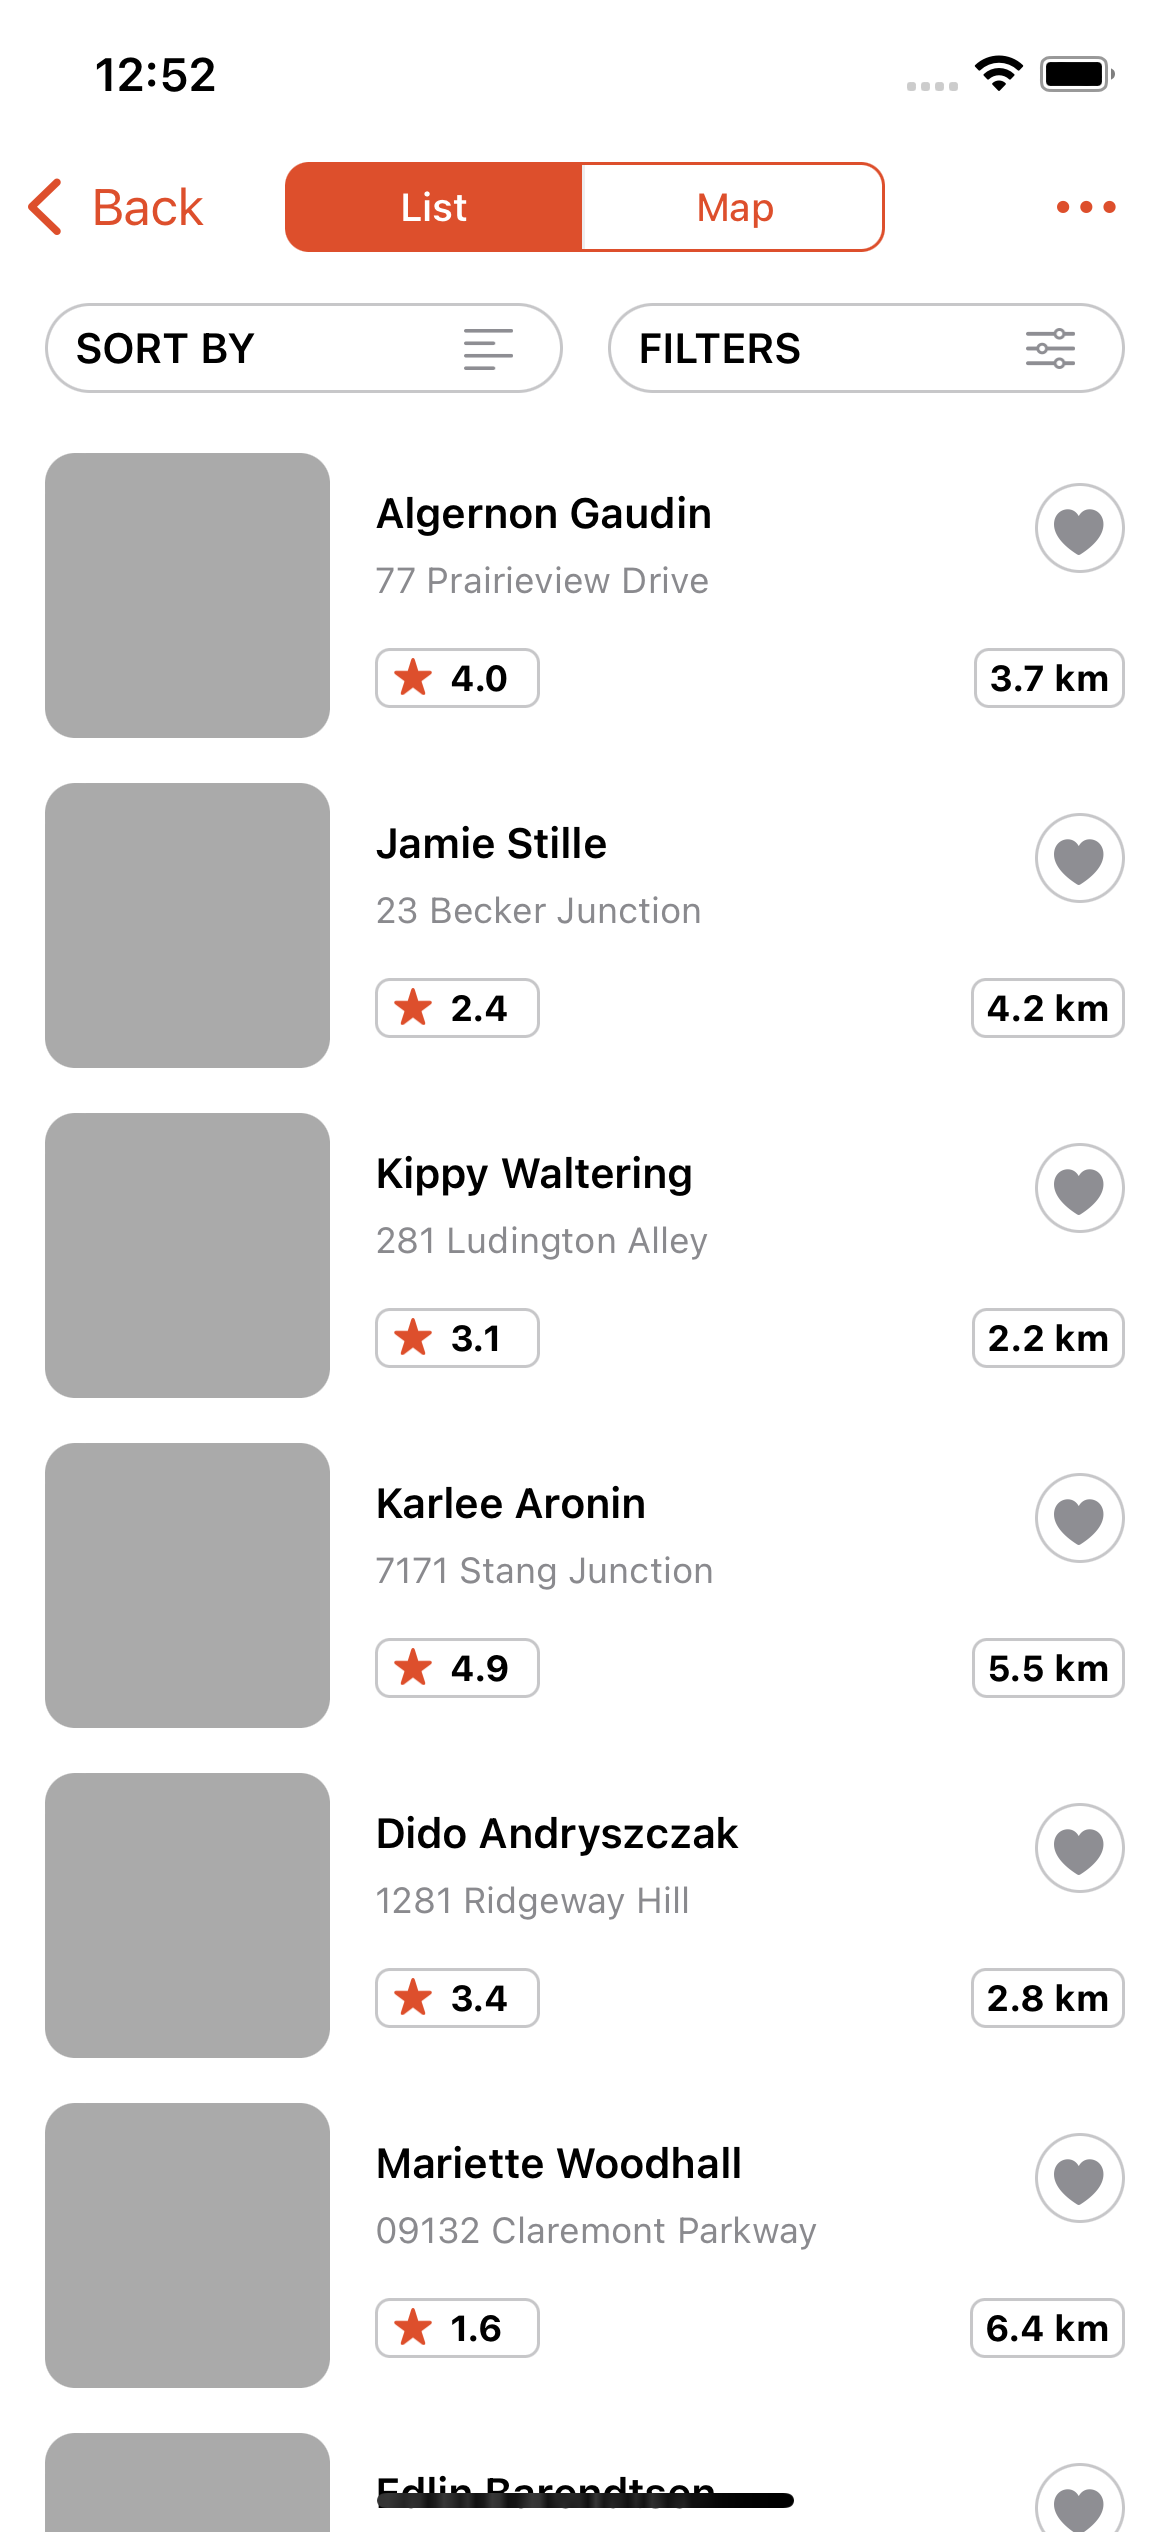 12:52
Back
List
Map
SORT BY
FILTERS
Algernon Gaudin
77 Prairieview Drive
4.0
3.7 km
Jamie Stille
23 Becker Junction
2.4
4.2 km
Kippy Waltering
281 Ludington Alley
3.1
2.2 km
Karlee Aronin
7171 Stang Junction
4.9
5.5 km
Dido Andryszczak
1281 Ridgeway Hill
3.4
2.8 km
Mariette Woodhall
09132 Claremont Parkway
1.6
6.4 km
Edlin Barendtsen